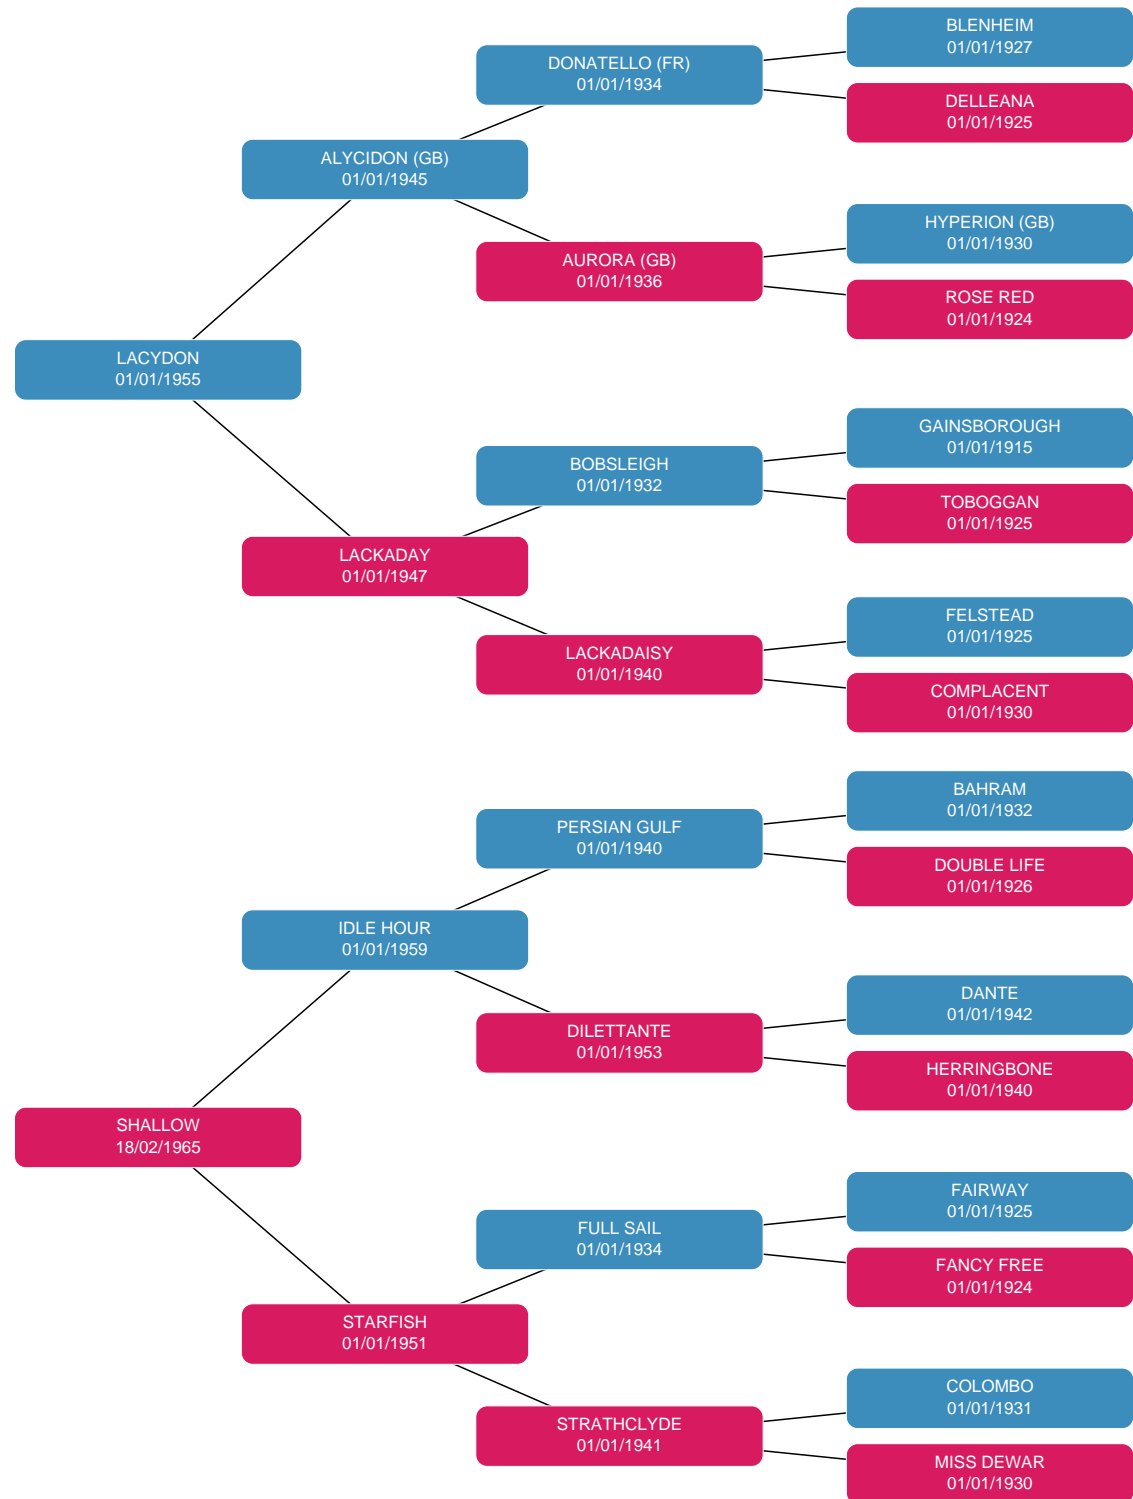 BLENHEIM
01/01/1927
DONATELLO (FR)
01/01/1934
DELLEANA
01/01/1925
ALYCIDON (GB)
01/01/1945
HYPERION (GB)
01/01/1930
AURORA (GB)
01/01/1936
ROSE RED
01/01/1924
LACYDON
01/01/1955
GAINSBOROUGH
01/01/1915
BOBSLEIGH
01/01/1932
TOBOGGAN
01/01/1925
LACKADAY
01/01/1947
FELSTEAD
01/01/1925
LACKADAISY
01/01/1940
COMPLACENT
01/01/1930
BAHRAM
01/01/1932
PERSIAN GULF
01/01/1940
DOUBLE LIFE
01/01/1926
IDLE HOUR
01/01/1959
DANTE
01/01/1942
DILETTANTE
01/01/1953
HERRINGBONE
01/01/1940
SHALLOW
18/02/1965
FAIRWAY
01/01/1925
FULL SAIL
01/01/1934
FANCY FREE
01/01/1924
STARFISH
01/01/1951
COLOMBO
01/01/1931
STRATHCLYDE
01/01/1941
MISS DEWAR
01/01/1930